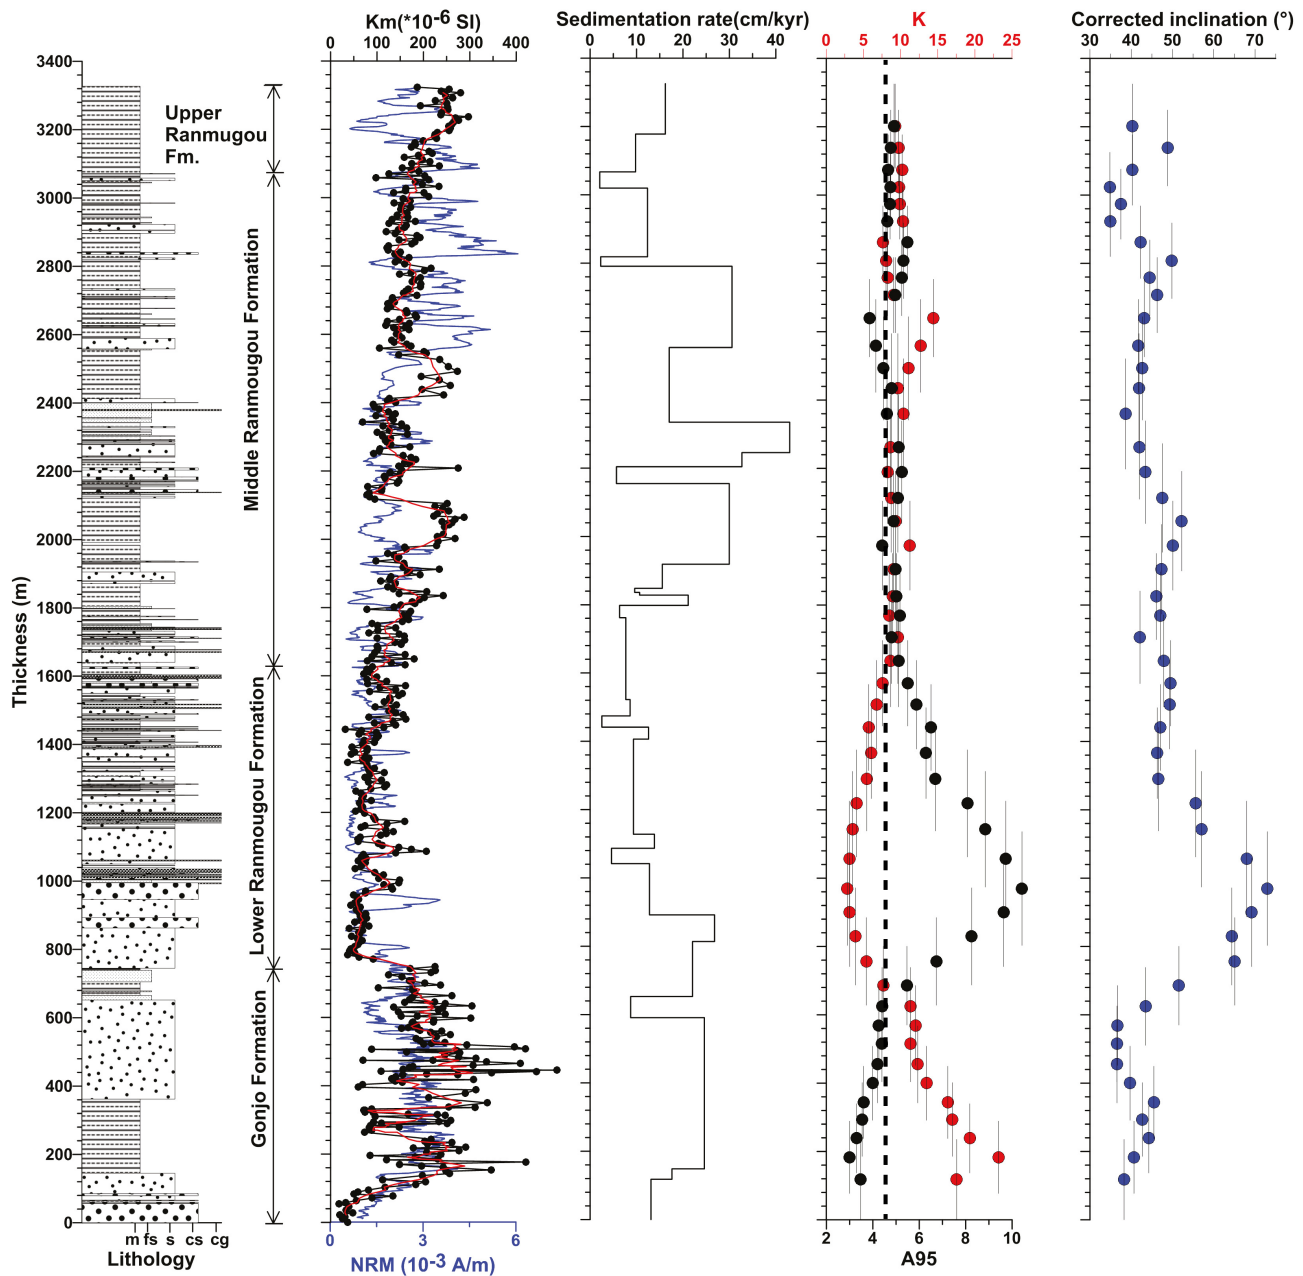 Km(*10-6 SI)
0 100 200 300 400
Sedimentation rate(cm/kyr)
0 10 20 30 40
K
0 5 10 15 20 25
Corrected inclination (°)
30 40 50 60 70
Thickness (m)
3400
3200
3000
2800
2600
2400
2200
2000
1800
1600
1400
1200
1000
800
600
400
200
0
Upper
Ranmugou
Fm.
Middle Ranmougou Formation
Lower Ranmougou Formation
Gonjo Formation
m fs s cs cg
Lithology
0 3 6
NRM (10-3 A/m)
2 4 6 8 10
A95